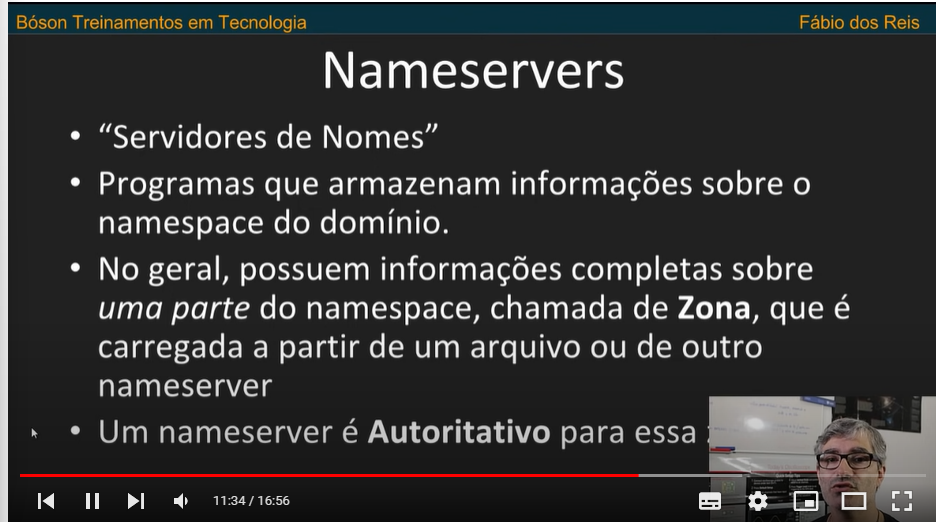 Bóson Treinamentos em Tecnologia
Fábio dos Reis
Nameservers
• “Servidores de Nomes”
• Programas que armazenam informações sobre o
namespace do domínio.
• No geral, possuem informações completas sobre
uma parte do namespace, chamada de Zona, que é
carregada a partir de um arquivo ou de outro
nameserver
• Um nameserver é Autoritativo para essa
11:34 / 16:56